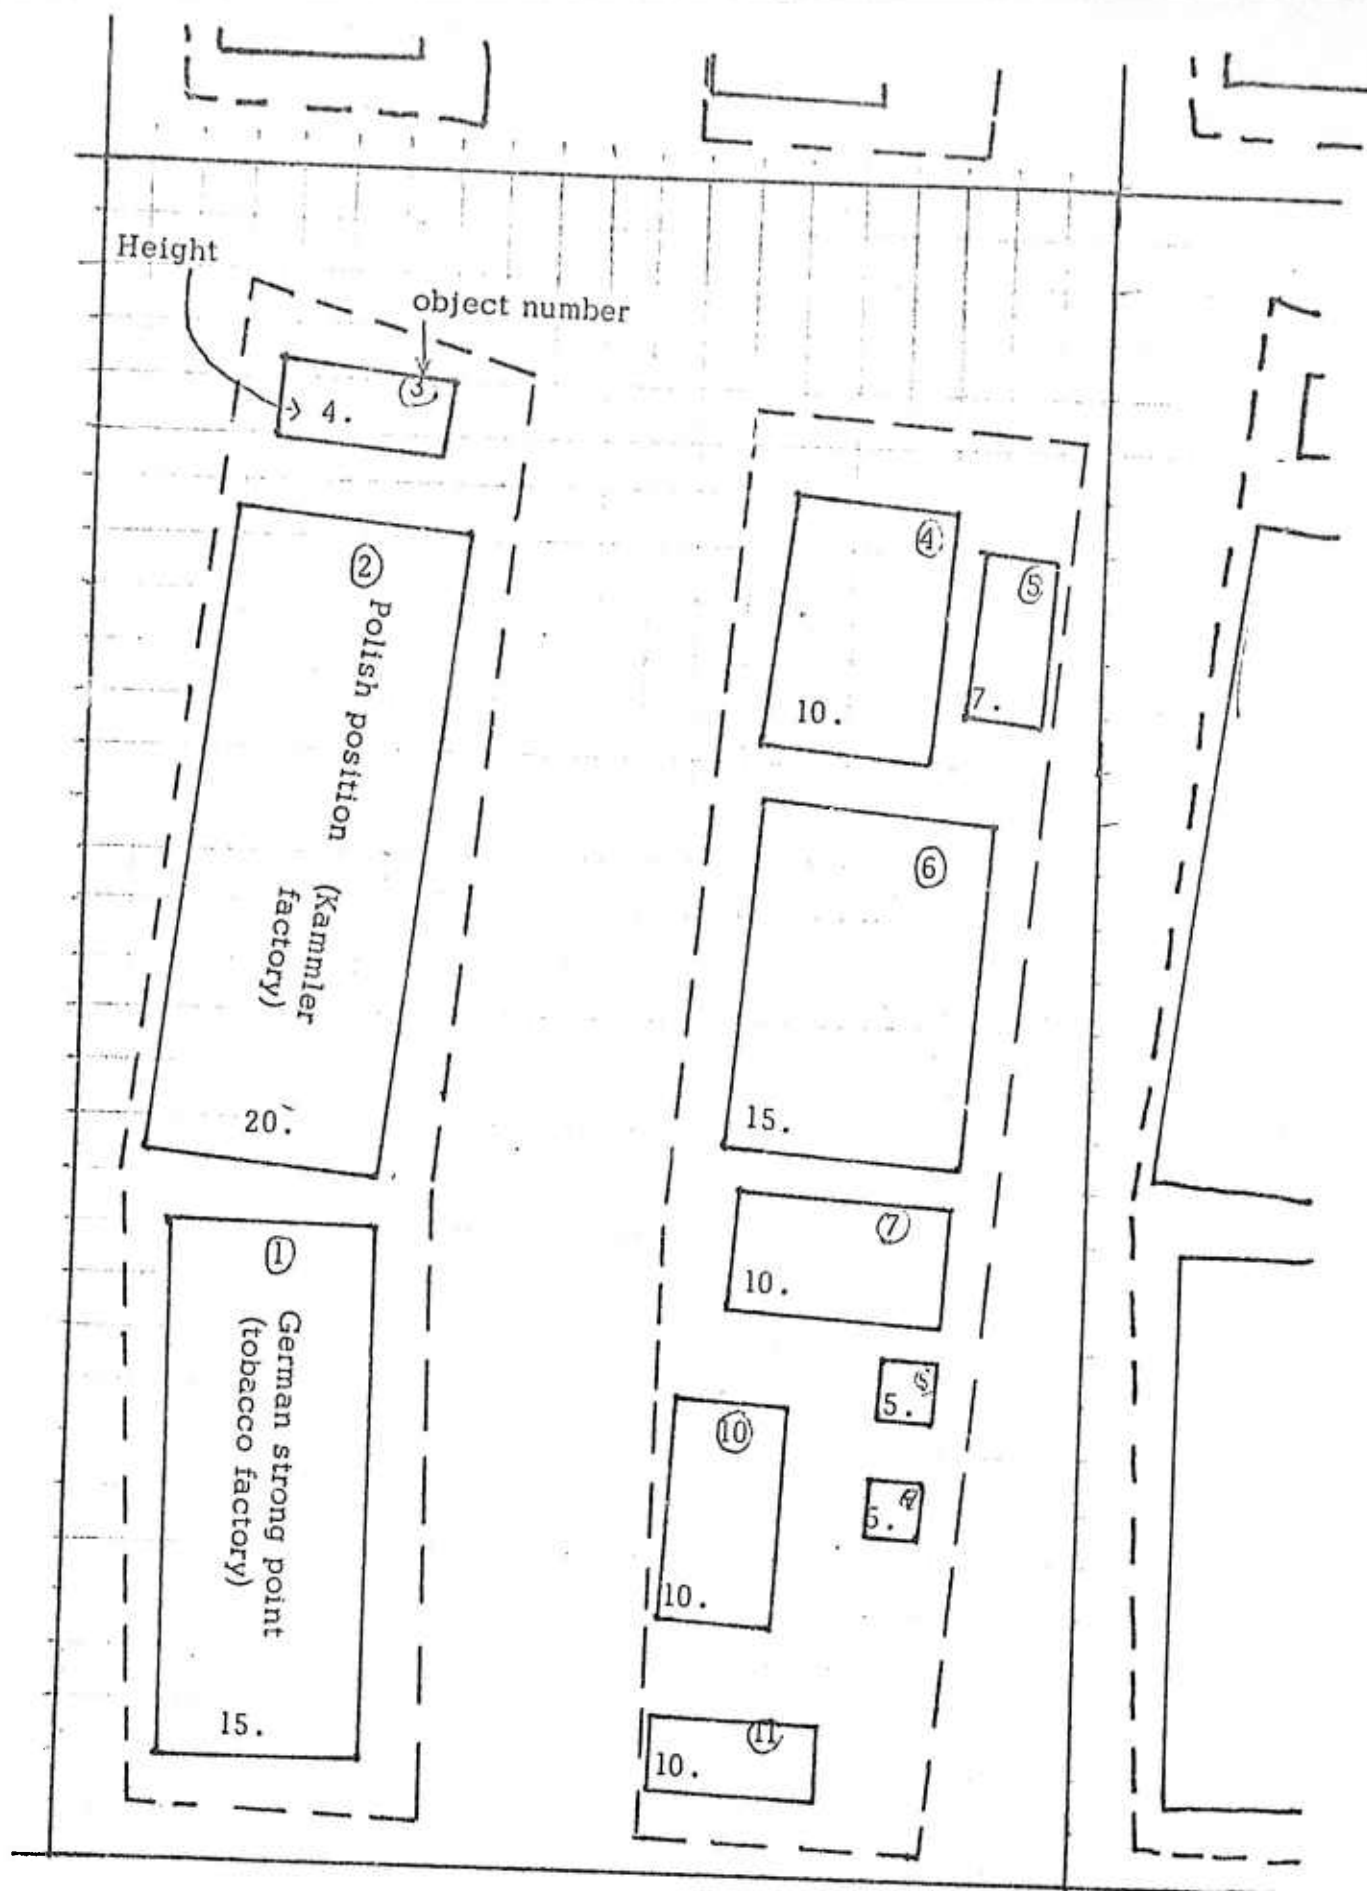 Height
object number
3
4.
2 Polish position
(Kammler
factory)
20.
1 German strong point
(tobacco factory)
15.
4
10.
5
7.
6
15.
7
10.
5.
10
10.
11
10.